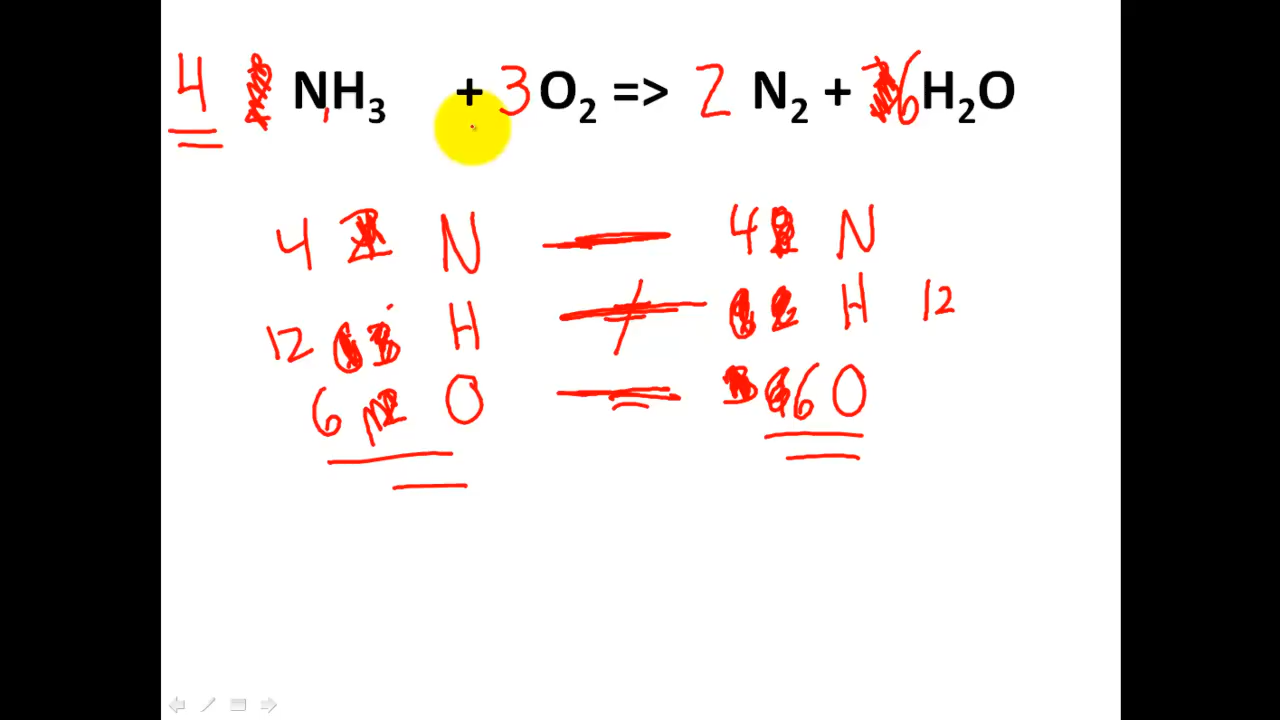 4 NH₃ + 3 O₂ => 2 N₂ + 6 H₂O
4 N 4 N
12 H H 12
6 O 6 O